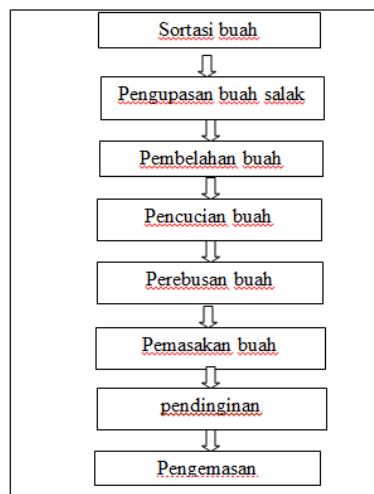 Sortasi buah
Pengupasan buah salak
Pembelahan buah
Pencucian buah
Perebusan buah
Pemasakan buah
pendinginan
Pengemasan